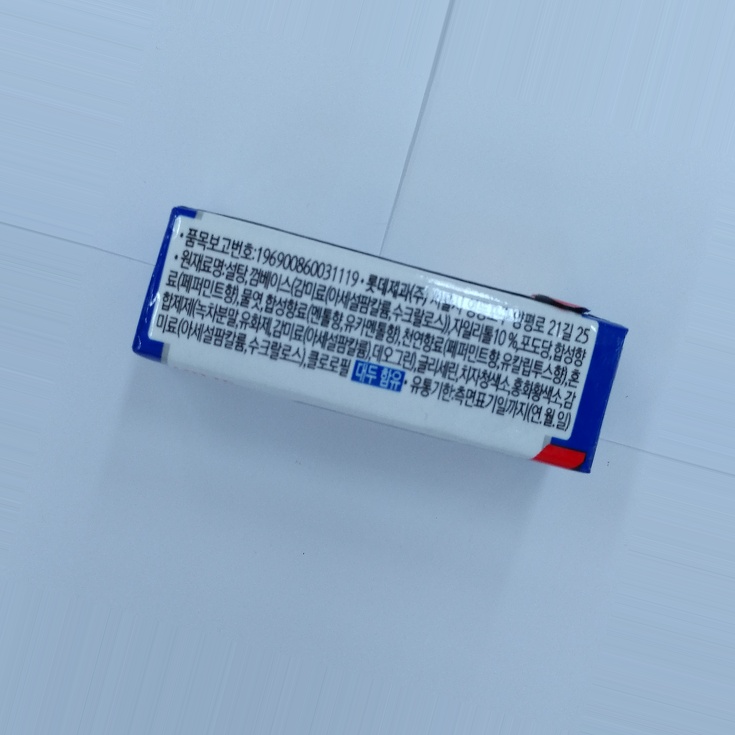 •품목보고번호:196900860031119•롯데제과(주) 21길 25
•원재료명:설탕,껌베이스{감미료(아세설팜칼륨,수크랄로스)},자일리톨10%,포도당,합성향
료(페퍼민트향),물엿,합성향료(멘톨향,유카멘톨향),천연향료(페퍼민트향,유칼립투스향),혼
합제제(녹차분말,유화제,감미료(아세설팜칼륨),데오그린),글리세린,치자청색소,홍화황색소,감
미료(아세설팜칼륨,수크랄로스),클로로필 대두 함유 •유통기한:측면표기일까지(연.월.일)